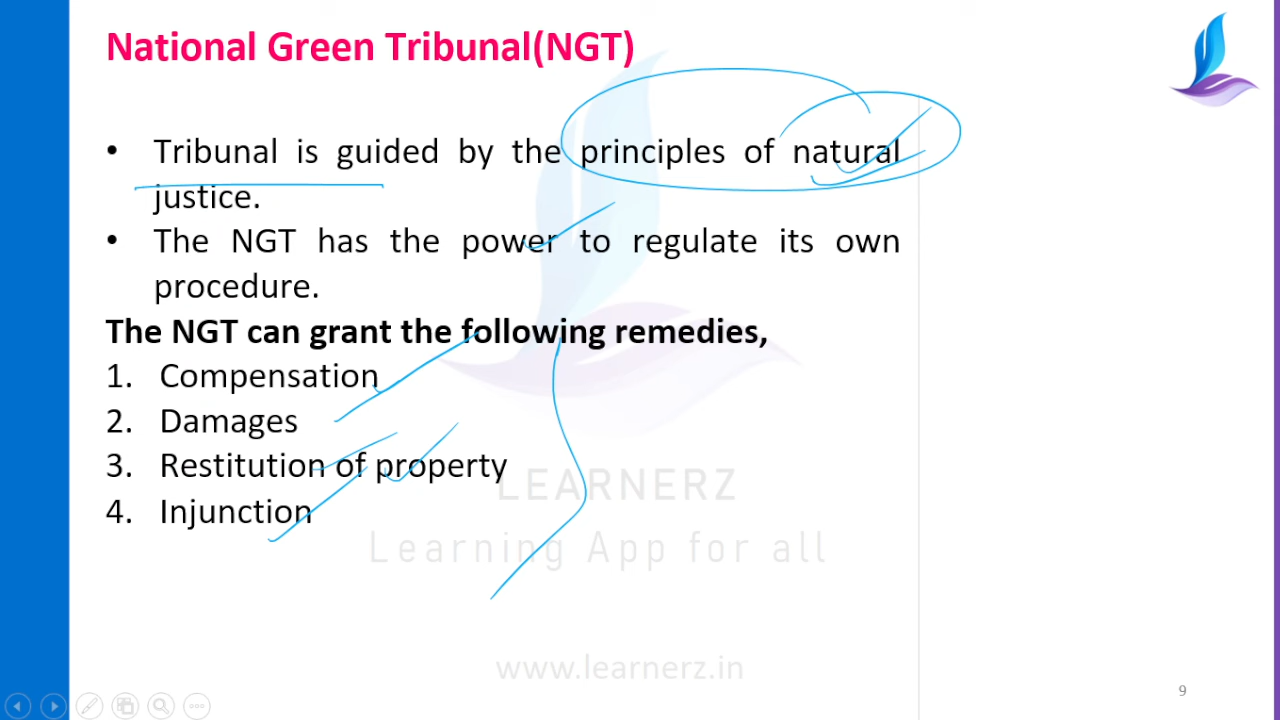 National Green Tribunal(NGT)
• Tribunal is guided by the principles of natural
justice.
• The NGT has the power to regulate its own
procedure.
The NGT can grant the following remedies,
1. Compensation
2. Damages
3. Restitution of property
4. Injunction
LEARNERZ
Learning App for all
www.learnerz.in
9